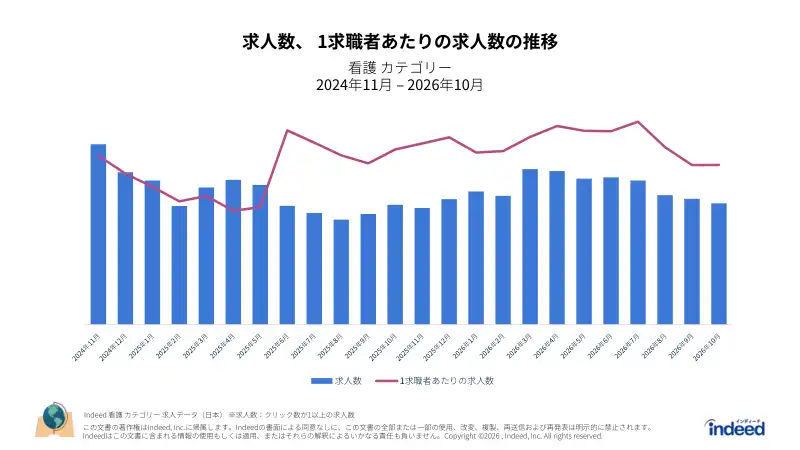 求人数、 1求職者あたりの求人数の推移
看護 カテゴリー
2024年11月 – 2026年10月
2024年11月
2024年12月
2025年1月
2025年2月
2025年3月
2025年4月
2025年5月
2025年6月
2025年7月
2025年8月
2025年9月
2025年10月
2025年11月
2025年12月
2026年1月
2026年2月
2026年3月
2026年4月
2026年5月
2026年6月
2026年7月
2026年8月
2026年9月
2026年10月
求人数
1求職者あたりの求人数
Indeed 看護 カテゴリー 求人データ（日本） ※求人数：クリック数が1以上の求人数
この文書の著作権はIndeed, Inc.に帰属します。Indeedの書面による同意なしに、この文書の全部または一部の使用、改変、複製、再送信および再発表は明示的に禁止されます。
Indeedはこの文書に含まれる情報の使用もしくは適用、またはそれらの解釈によるいかなる責任も負いません。Copyright ©2026 , Indeed, Inc. All rights reserved.
インディード
indeed